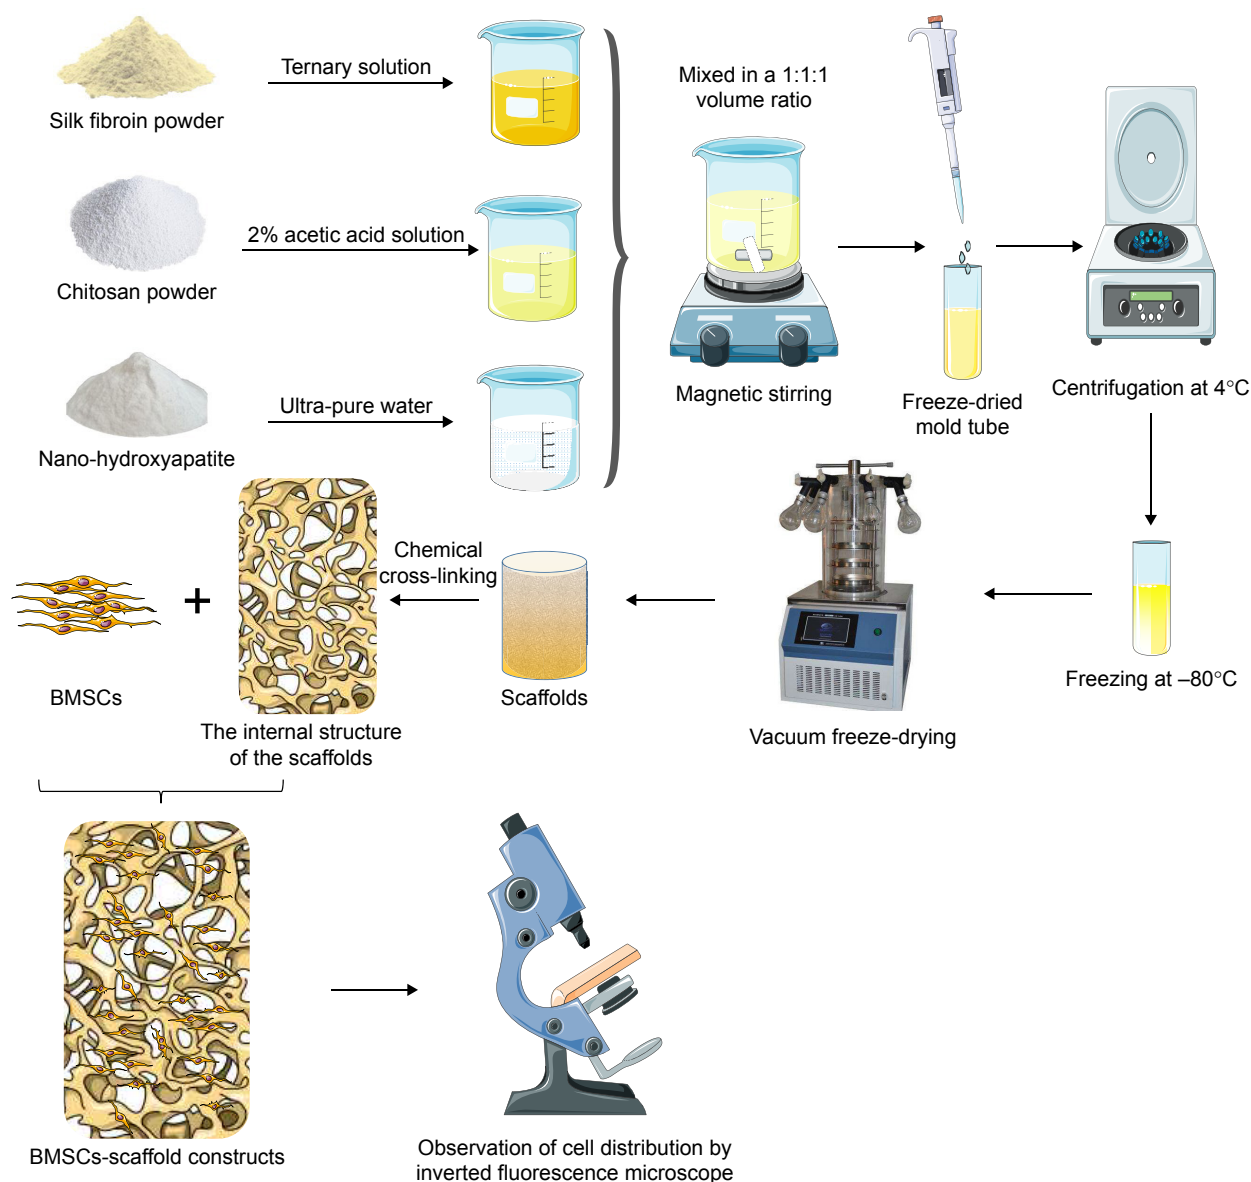 Silk fibroin powder
Ternary solution
Chitosan powder
2% acetic acid solution
Nano-hydroxyapatite
Ultra-pure water
Mixed in a 1:1:1
volume ratio
Magnetic stirring
Freeze-dried
mold tube
Centrifugation at 4°C
Freezing at –80°C
Vacuum freeze-drying
Scaffolds
Chemical
cross-linking
The internal structure
of the scaffolds
+
BMSCs
BMSCs-scaffold constructs
Observation of cell distribution by
inverted fluorescence microscope